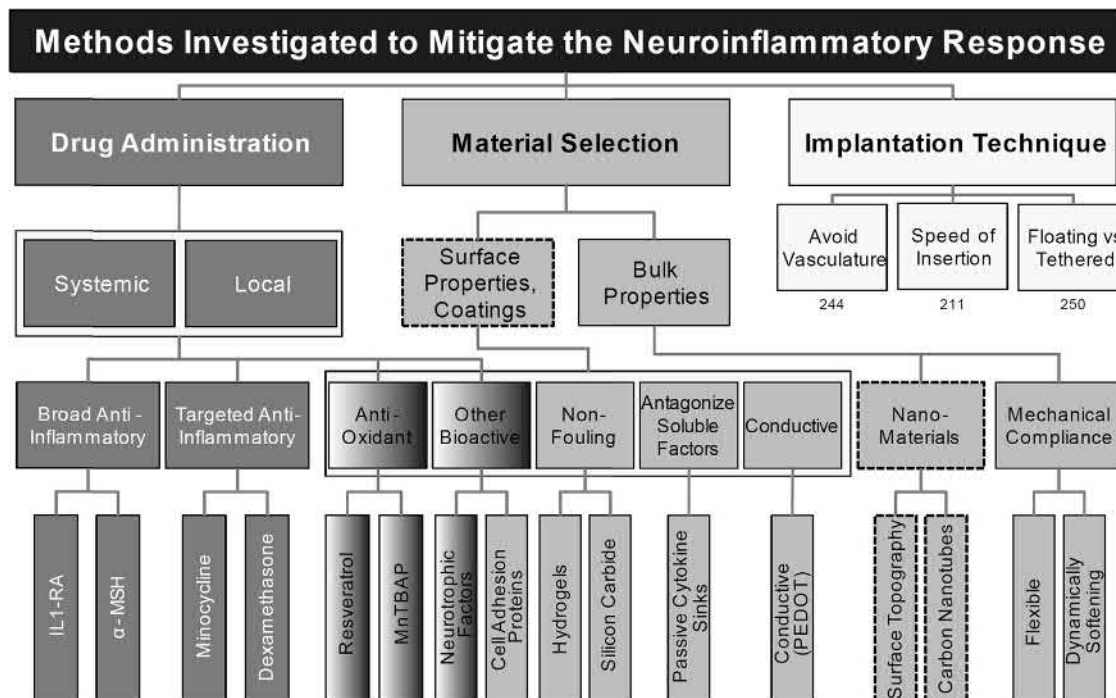 Methods Investigated to Mitigate the Neuroinflammatory Response
Drug Administration
Material Selection
Implantation Technique
Systemic
Local
Surface
Properties,
Coatings
Bulk
Properties
Avoid
Vasculature
244
Speed of
Insertion
211
Floating vs
Tethered
250
Broad Anti-
Inflammatory
Targeted Anti-
Inflammatory
Anti-
Oxidant
Other
Bioactive
Non-
Fouling
Antagonize
Soluble
Factors
Conductive
Nano-
Materials
Mechanical
Compliance
IL1-RA
α-MSH
Minocycline
Dexamethasone
Resveratrol
MnTBAP
Neurotrophic
Factors
Cell Adhesion
Proteins
Hydrogels
Silicon Carbide
Passive Cytokine
Sinks
Conductive
(PEDOT)
Surface Topography
Carbon Nanotubes
Flexible
Dynamically
Softening